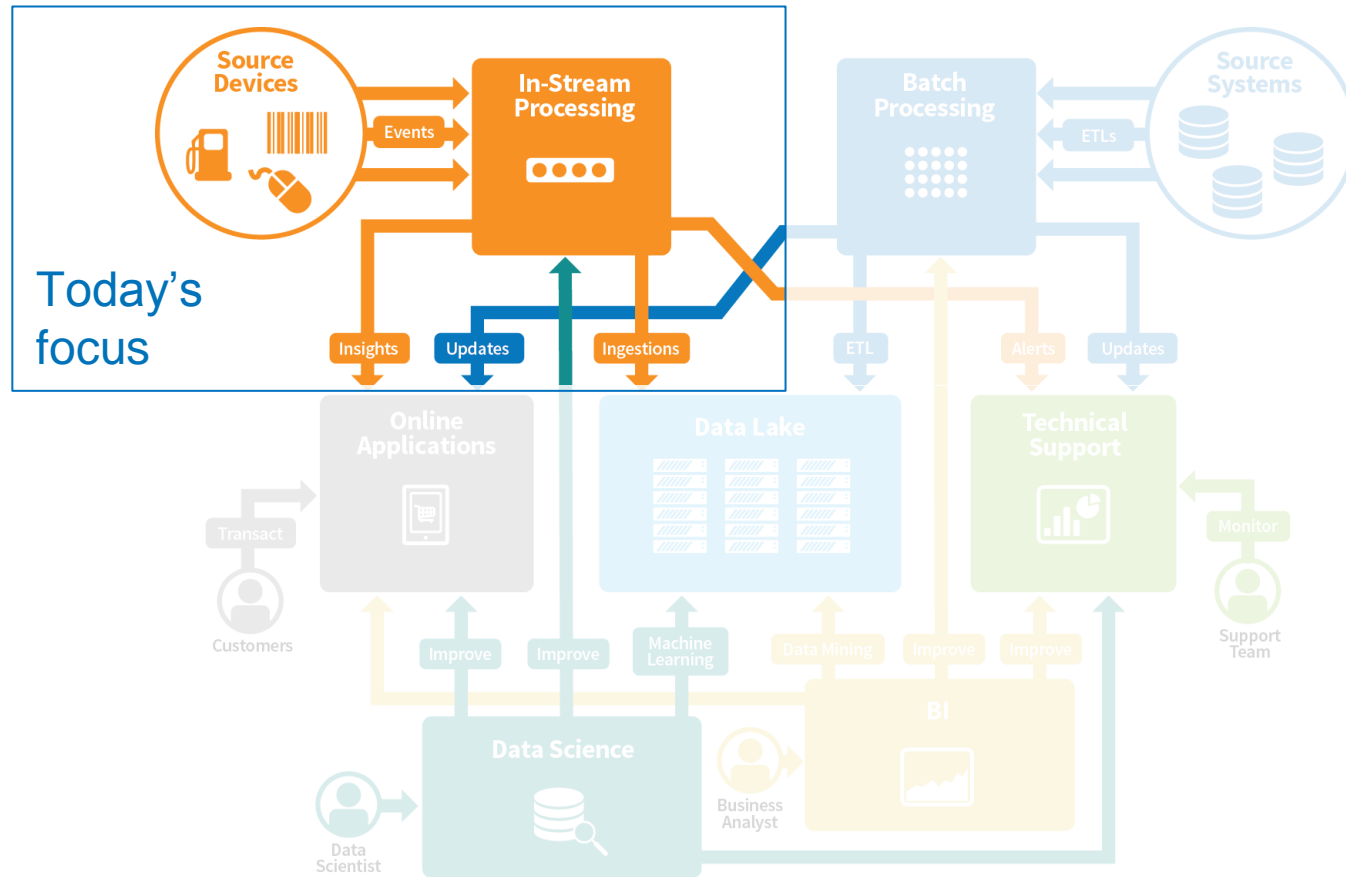 Source
Devices
Events
In-Stream
Processing
Batch
Processing
ETLs
Source
Systems
Today's
focus
Insights
Updates
Ingestions
ETL
Alerts
Updates
Online
Applications
Data Lake
Technical
Support
Transact
Customers
Monitor
Support
Team
Improve
Improve
Machine
Learning
Data Mining
Improve
Improve
Data Science
BI
Data
Scientist
Business
Analyst